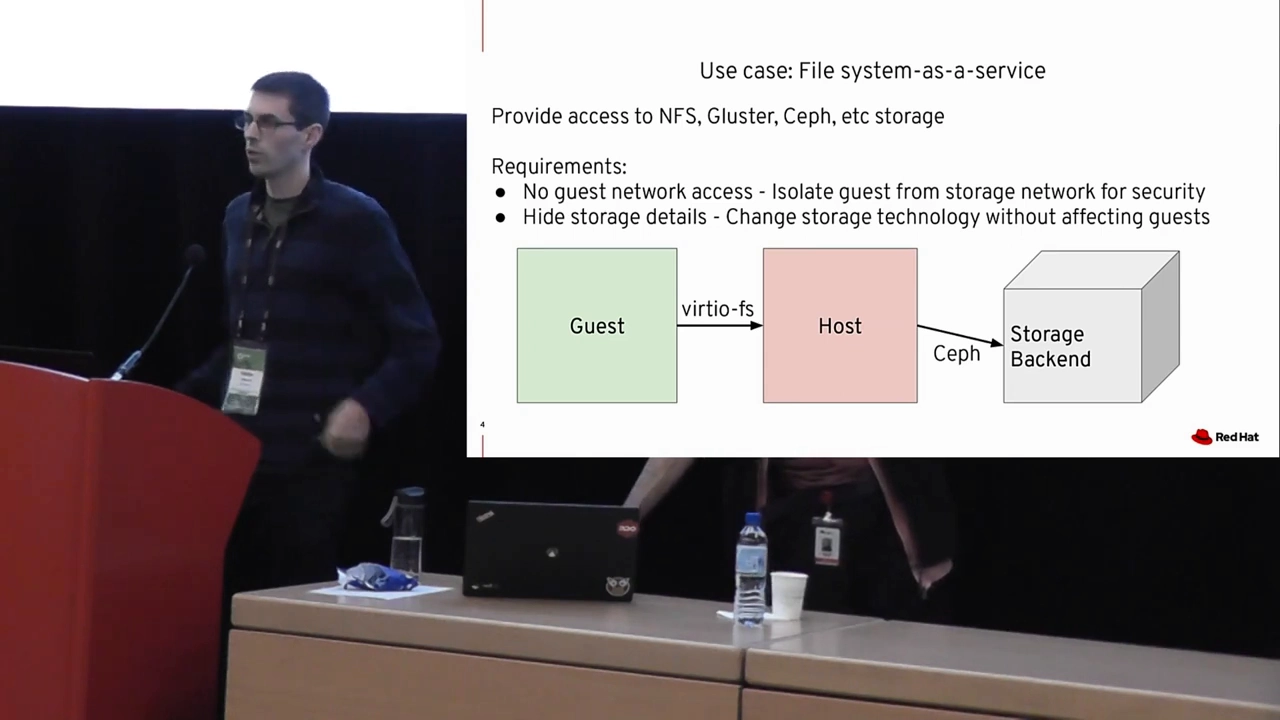 Use case: File system-as-a-service
Provide access to NFS, Gluster, Ceph, etc storage
Requirements:
● No guest network access - Isolate guest from storage network for security
● Hide storage details - Change storage technology without affecting guests
Guest
virtio-fs
Host
Ceph
Storage
Backend
4
Red Hat